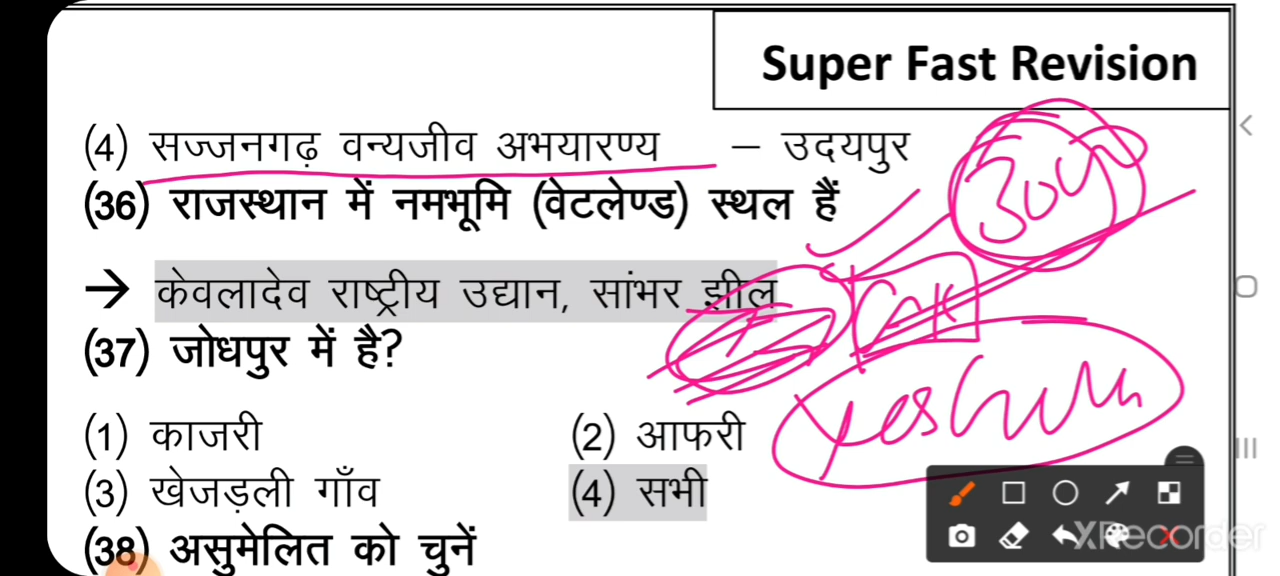 Super Fast Revision
(4) सज्जनगढ़ वन्यजीव अभयारण्य – उदयपुर
(36) राजस्थान में नमभूमि (वेटलेण्ड) स्थल हैं
→ केवलादेव राष्ट्रीय उद्यान, सांभर झील
(37) जोधपुर में है?
(1) काजरी (2) आफरी
(3) खेजड़ली गाँव (4) सभी
(38) असुमेलित को चुनें
XRecorder